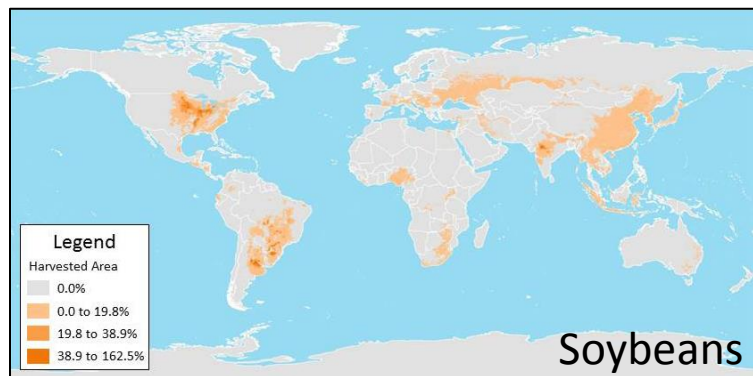 Legend
Harvested Area
0.0%
0.0 to 19.8%
19.8 to 38.9%
38.9 to 162.5%
Soybeans